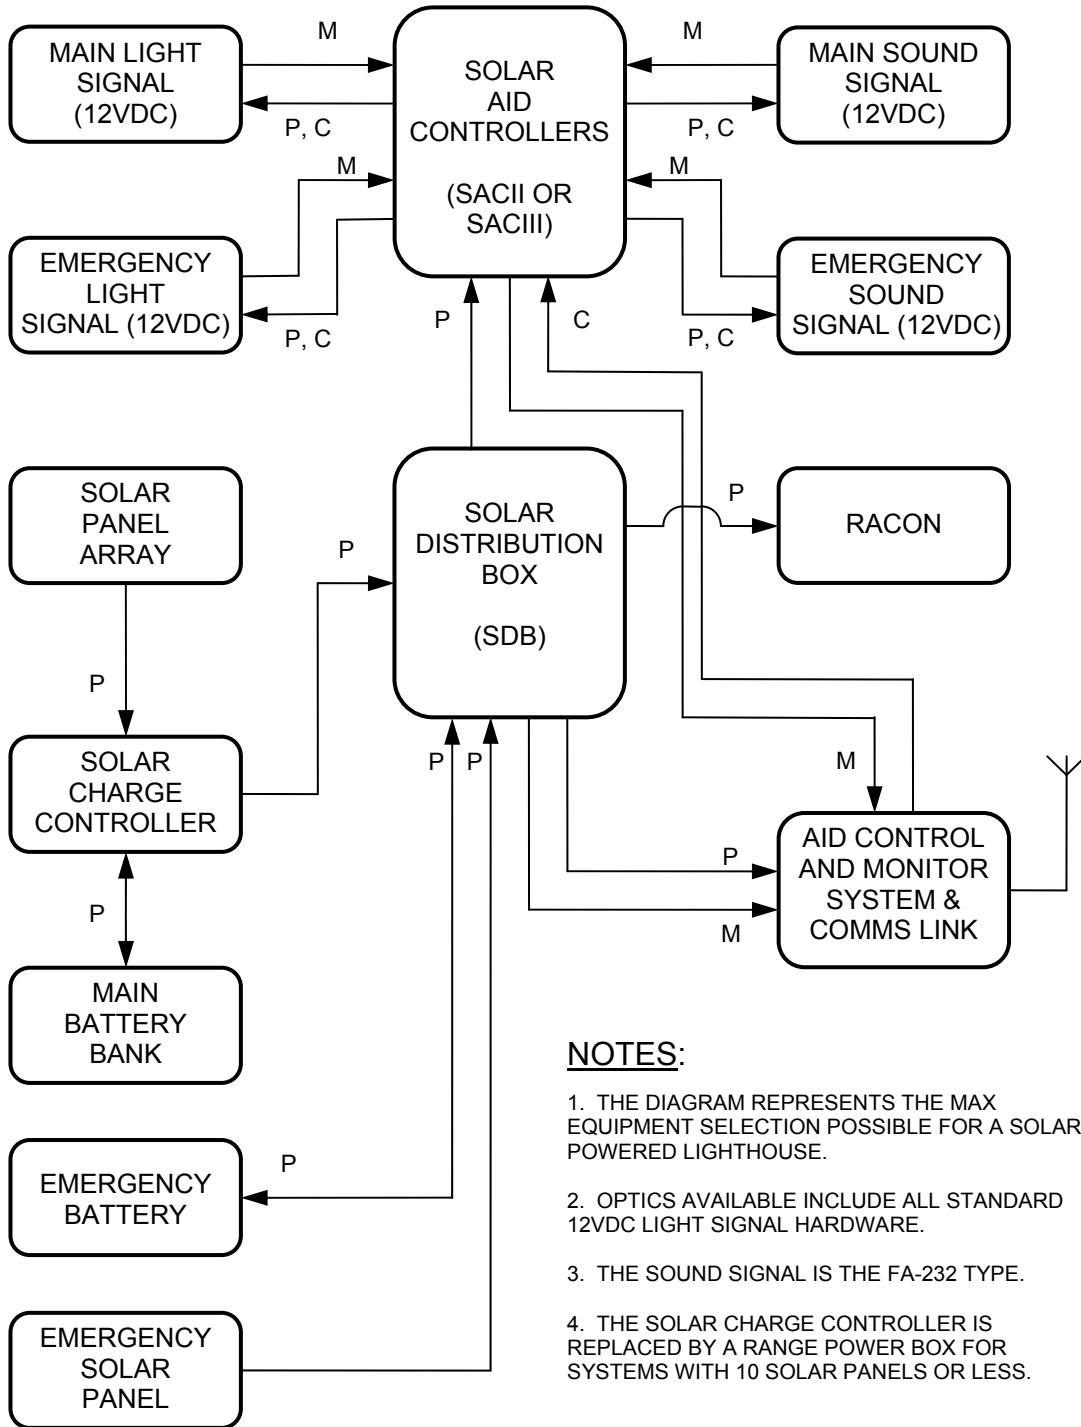 M
MAIN LIGHT
SIGNAL
(12VDC)
P, C
SOLAR
AID
CONTROLLERS
(SACII OR
SACIII)
M
MAIN SOUND
SIGNAL
(12VDC)
P, C
M
EMERGENCY
LIGHT
SIGNAL (12VDC)
P, C
M
EMERGENCY
SOUND
SIGNAL (12VDC)
P, C
P
C
SOLAR
PANEL
ARRAY
P
P
SOLAR
DISTRIBUTION
BOX
(SDB)
P
RACON
SOLAR
CHARGE
CONTROLLER
P
P
P
M
P
M
AID CONTROL
AND MONITOR
SYSTEM &
COMMS LINK
MAIN
BATTERY
BANK
EMERGENCY
BATTERY
P
EMERGENCY
SOLAR
PANEL
NOTES:
1. THE DIAGRAM REPRESENTS THE MAX
EQUIPMENT SELECTION POSSIBLE FOR A SOLAR
POWERED LIGHTHOUSE.
2. OPTICS AVAILABLE INCLUDE ALL STANDARD
12VDC LIGHT SIGNAL HARDWARE.
3. THE SOUND SIGNAL IS THE FA-232 TYPE.
4. THE SOLAR CHARGE CONTROLLER IS
REPLACED BY A RANGE POWER BOX FOR
SYSTEMS WITH 10 SOLAR PANELS OR LESS.